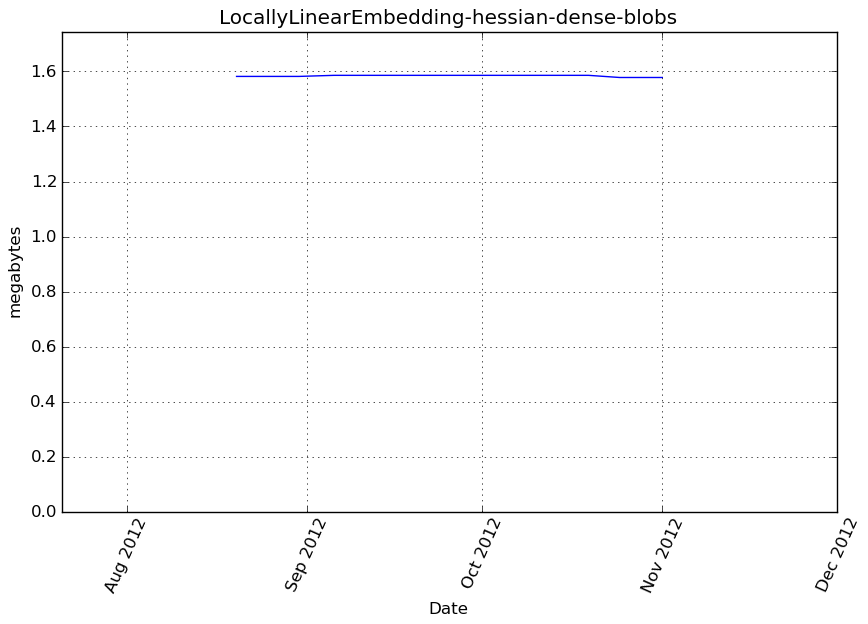 LocallyLinearEmbedding-hessian-dense-blobs
megabytes
1.6
1.4
1.2
1.0
0.8
0.6
0.4
0.2
0.0
Aug 2012
Sep 2012
Oct 2012
Nov 2012
Dec 2012
Date